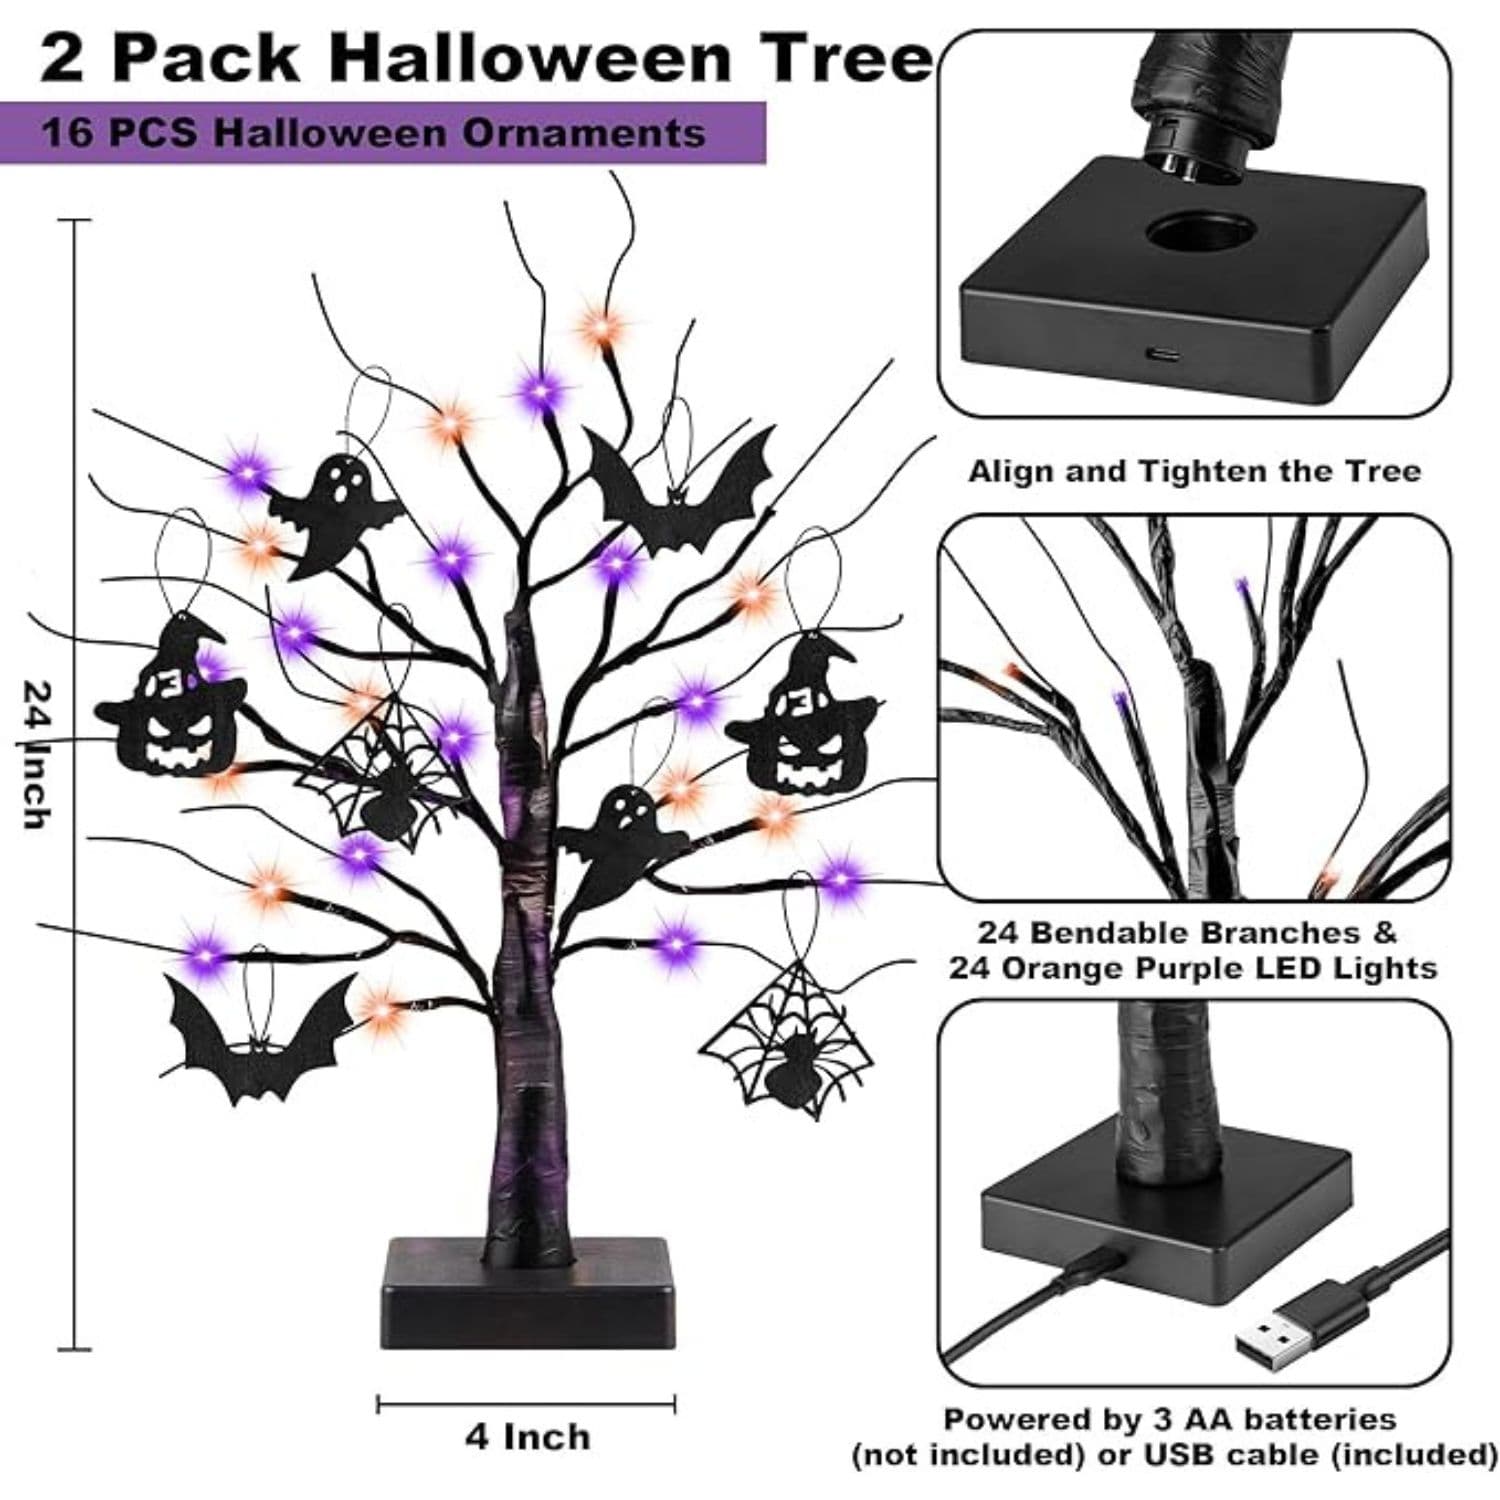 2 Pack Halloween Tree
16 PCS Halloween Ornaments
24 Inch
4 Inch
Align and Tighten the Tree
24 Bendable Branches &
24 Orange Purple LED Lights
Powered by 3 AA batteries
(not included) or USB cable (included)